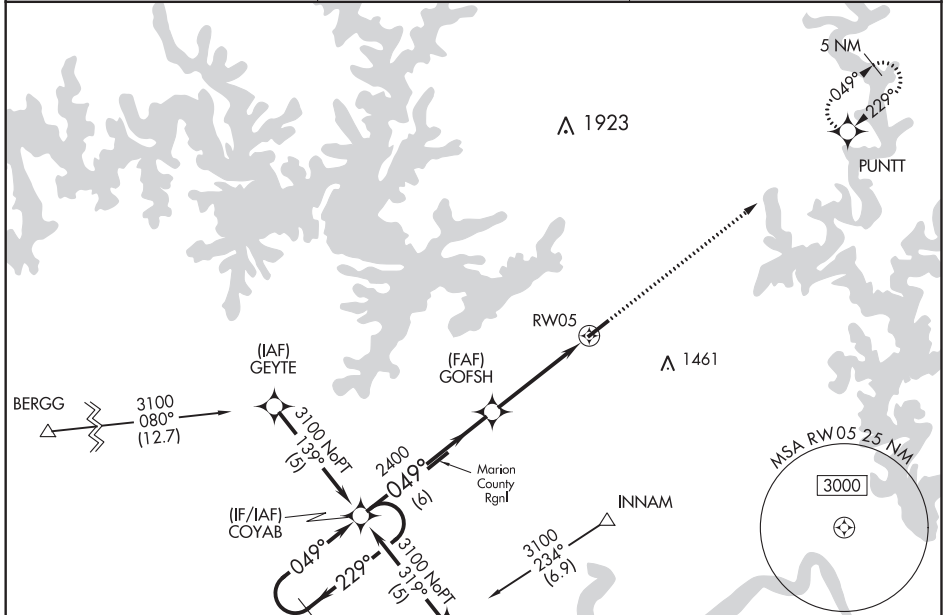 5 NM
049°
229°
PUNTT
1923
RW05
1461
(IAF)
GEYTE
(FAF)
GOFSH
BERGG
3100
080°
(12.7)
3100 NoPT
139°
(5)
2400
049°
(6)
Marion
County
Rgnl
MSA RW05 25 NM
3000
(IF/IAF)
COYAB
INNAM
3100
234°
(6.9)
049°
229°
3100 NoPT
319°
(5)